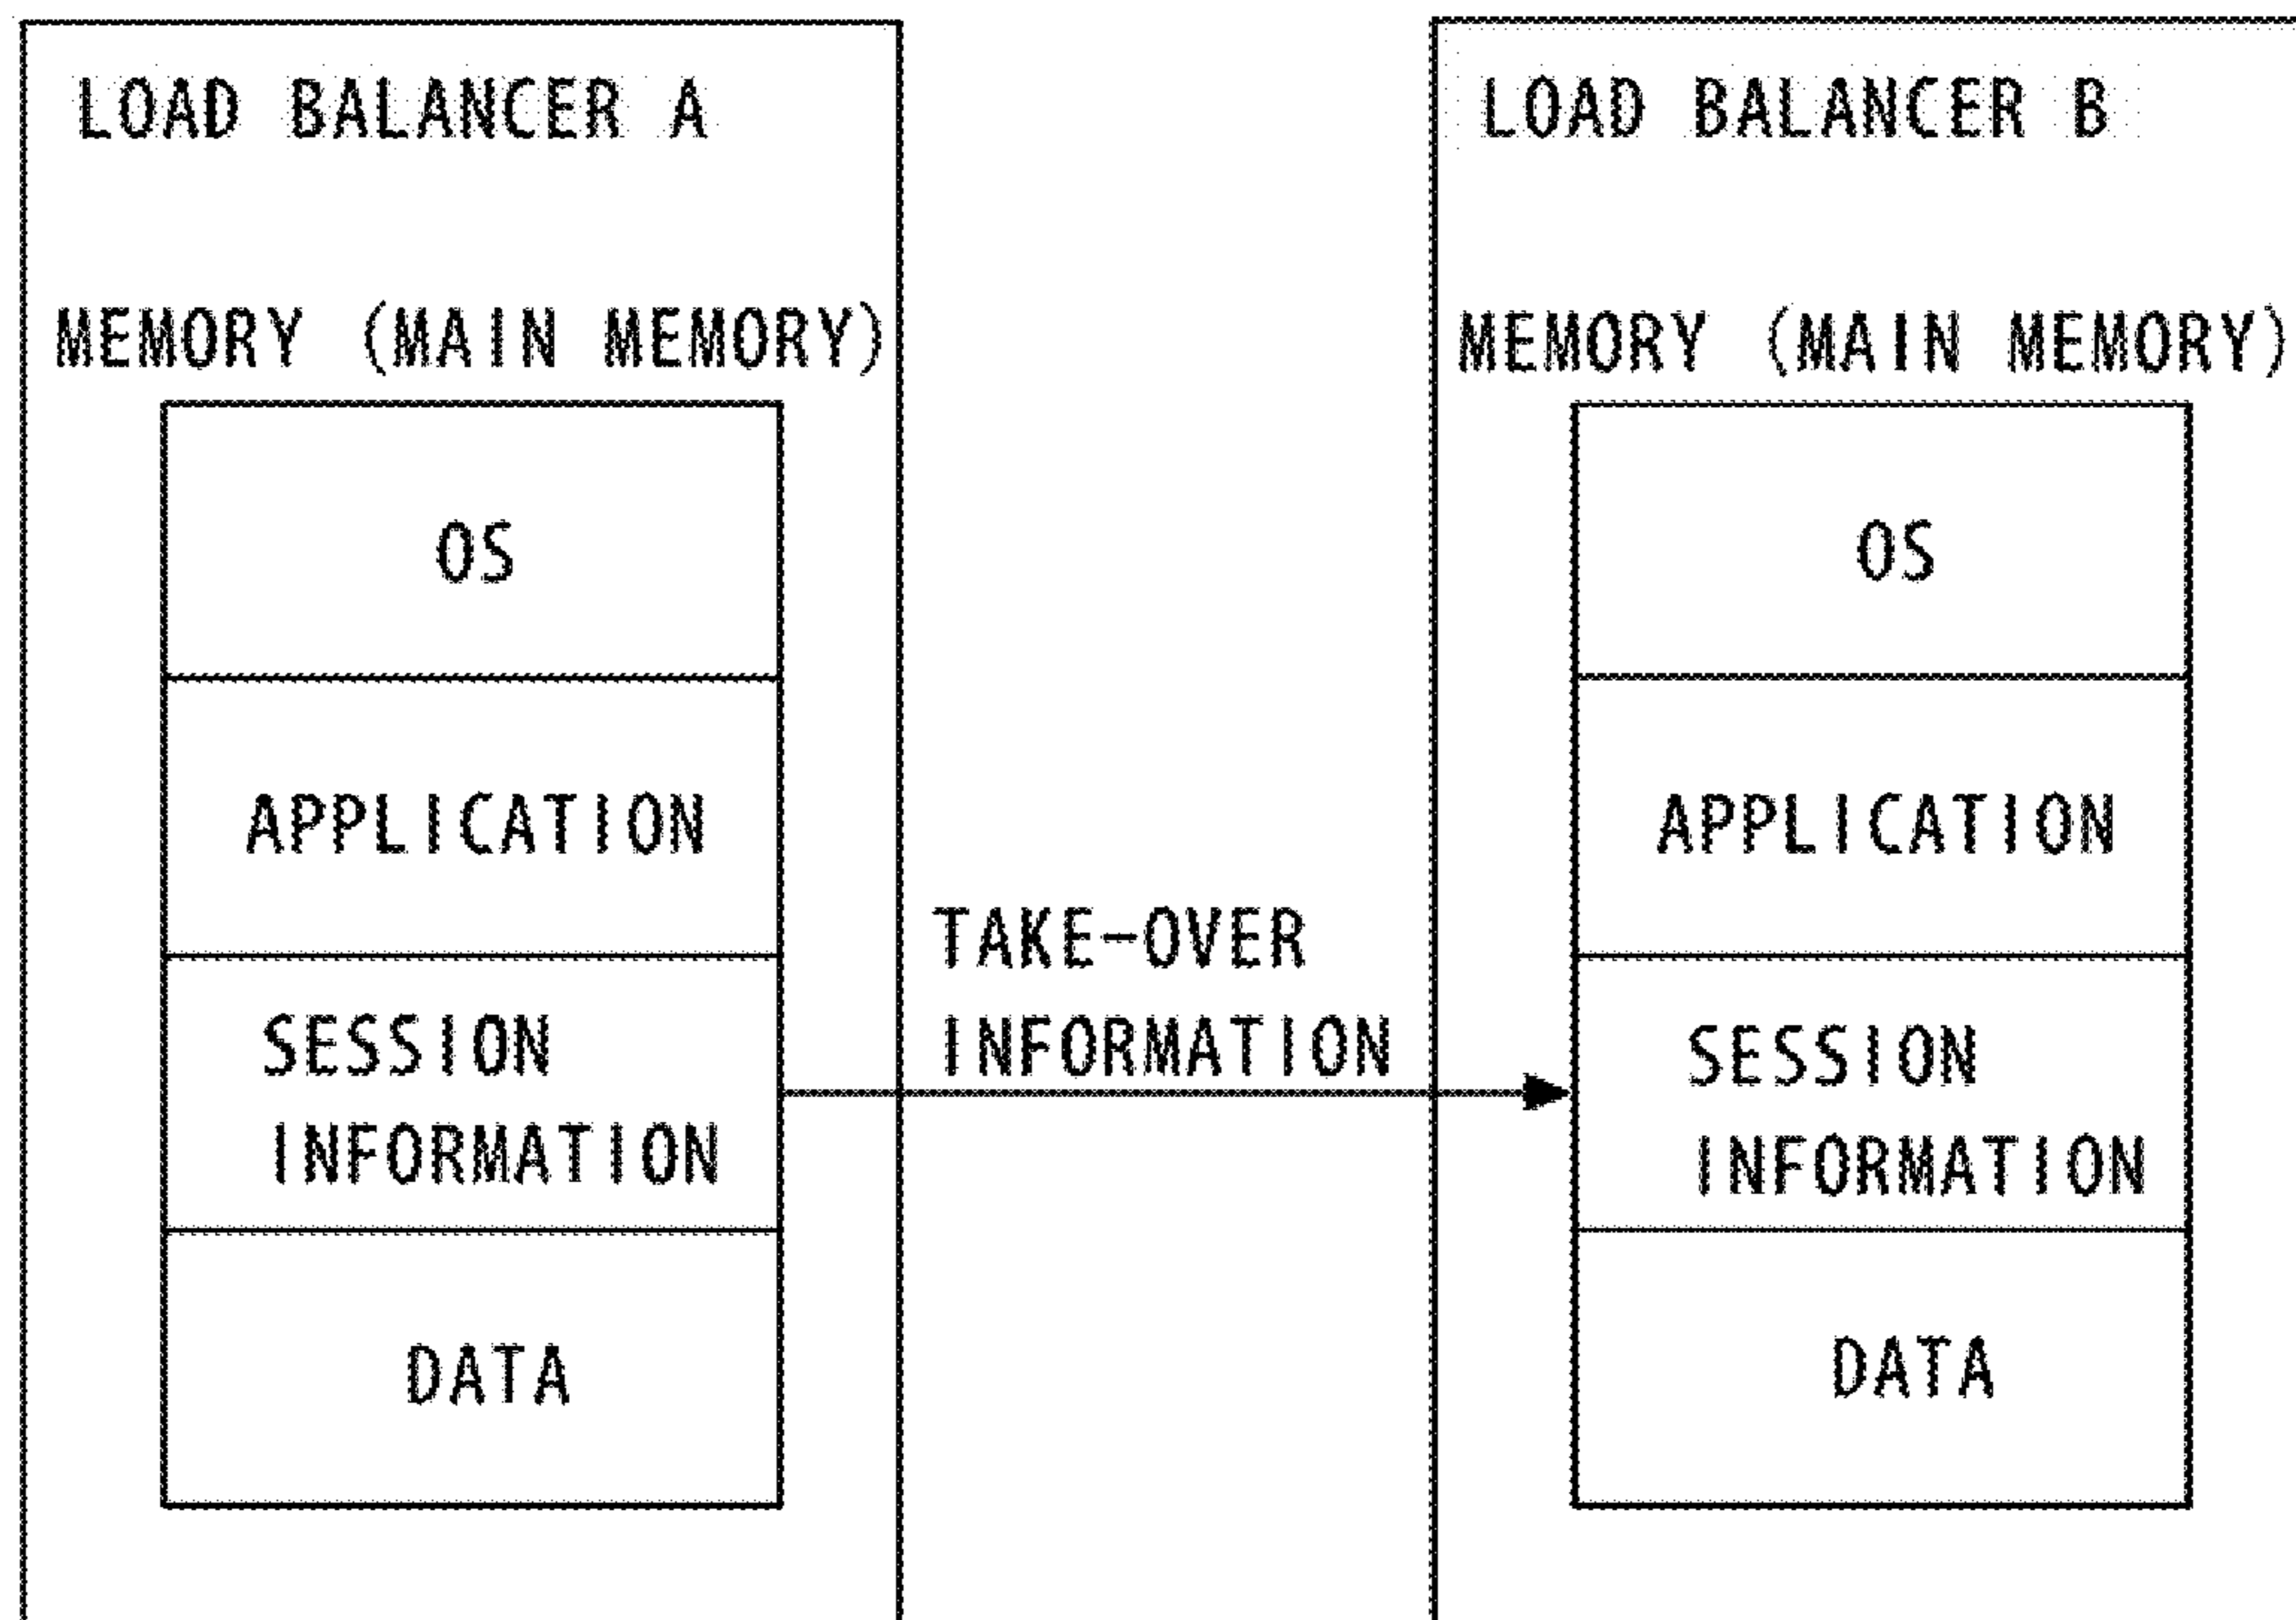 LOAD BALANCER A
MEMORY (MAIN MEMORY)
OS
APPLICATION
SESSION
INFORMATION
DATA
TAKE-OVER
INFORMATION
LOAD BALANCER B
MEMORY (MAIN MEMORY)
OS
APPLICATION
SESSION
INFORMATION
DATA